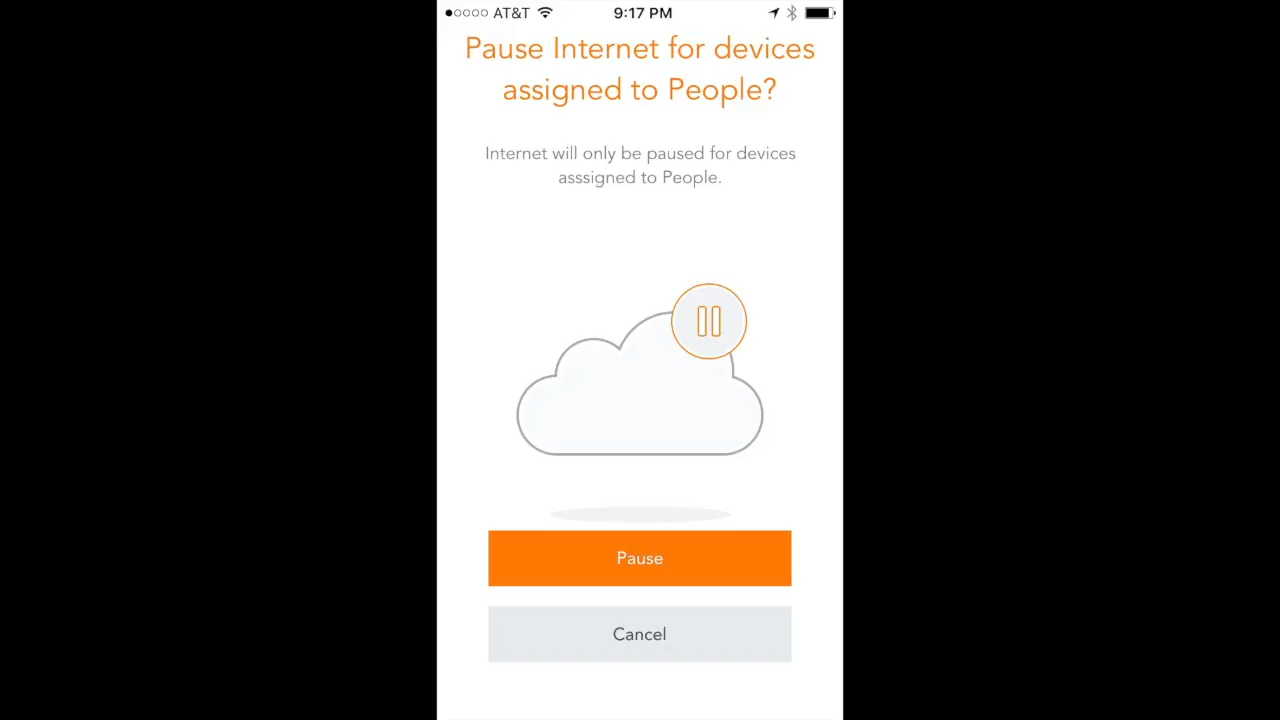 AT&T 9:17 PM
Pause Internet for devices
assigned to People?
Internet will only be paused for devices
asssigned to People.
Pause
Cancel